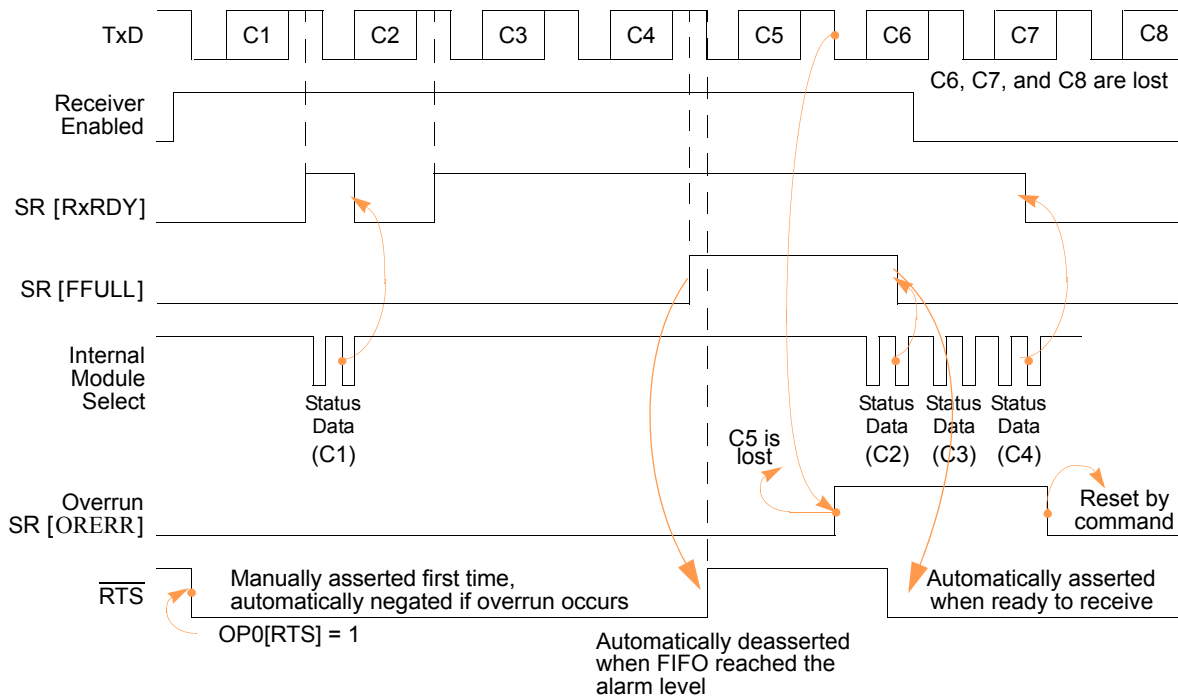 TxD
C1
C2
C3
C4
C5
C6
C7
C8
C6, C7, and C8 are lost
Receiver
Enabled
SR [RxRDY]
SR [FFULL]
Internal
Module
Select
Status
Data
(C1)
Status
Data
(C2)
Status
Data
(C3)
Status
Data
(C4)
C5 is
lost
Overrun
SR [ORERR]
Reset by
command
RTS
Manually asserted first time,
automatically negated if overrun occurs
OP0[RTS] = 1
Automatically asserted
when ready to receive
Automatically deasserted
when FIFO reached the
alarm level